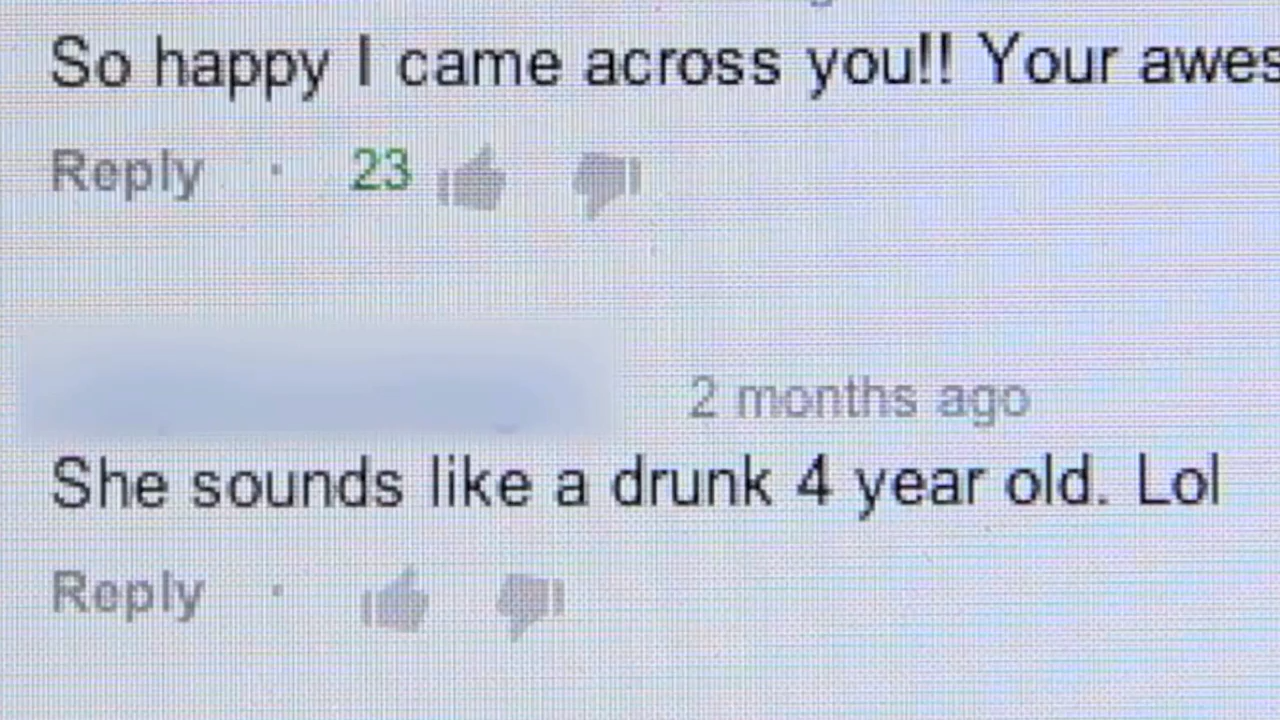 So happy I came across you!! Your awes
Reply · 23
2 months ago
She sounds like a drunk 4 year old. Lol
Reply ·